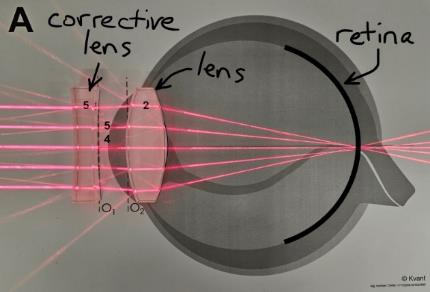 A corrective
lens
lens
retina
5 2
5
4
O₁ O₂
© Kvant